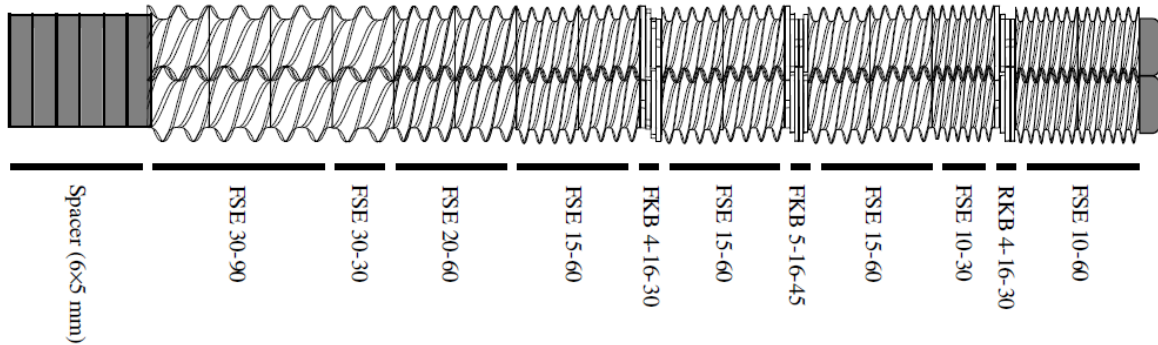 Spacer (6×5 mm)
FSE 30-90
FSE 30-30
FSE 20-60
FSE 15-60
FKB 4-16-30
FSE 15-60
FKB 5-16-45
FSE 15-60
FSE 10-30
RKB 4-16-30
FSE 10-60